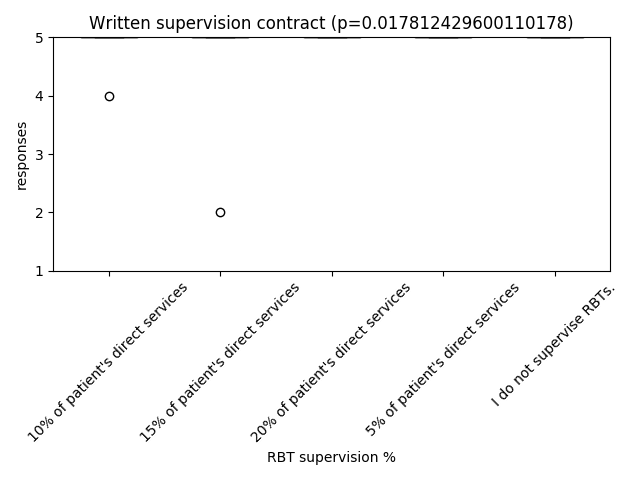 Written supervision contract (p=0.017812429600110178)
5
4
3
2
1
responses
10% of patient's direct services
15% of patient's direct services
20% of patient's direct services
5% of patient's direct services
I do not supervise RBTs.
RBT supervision %